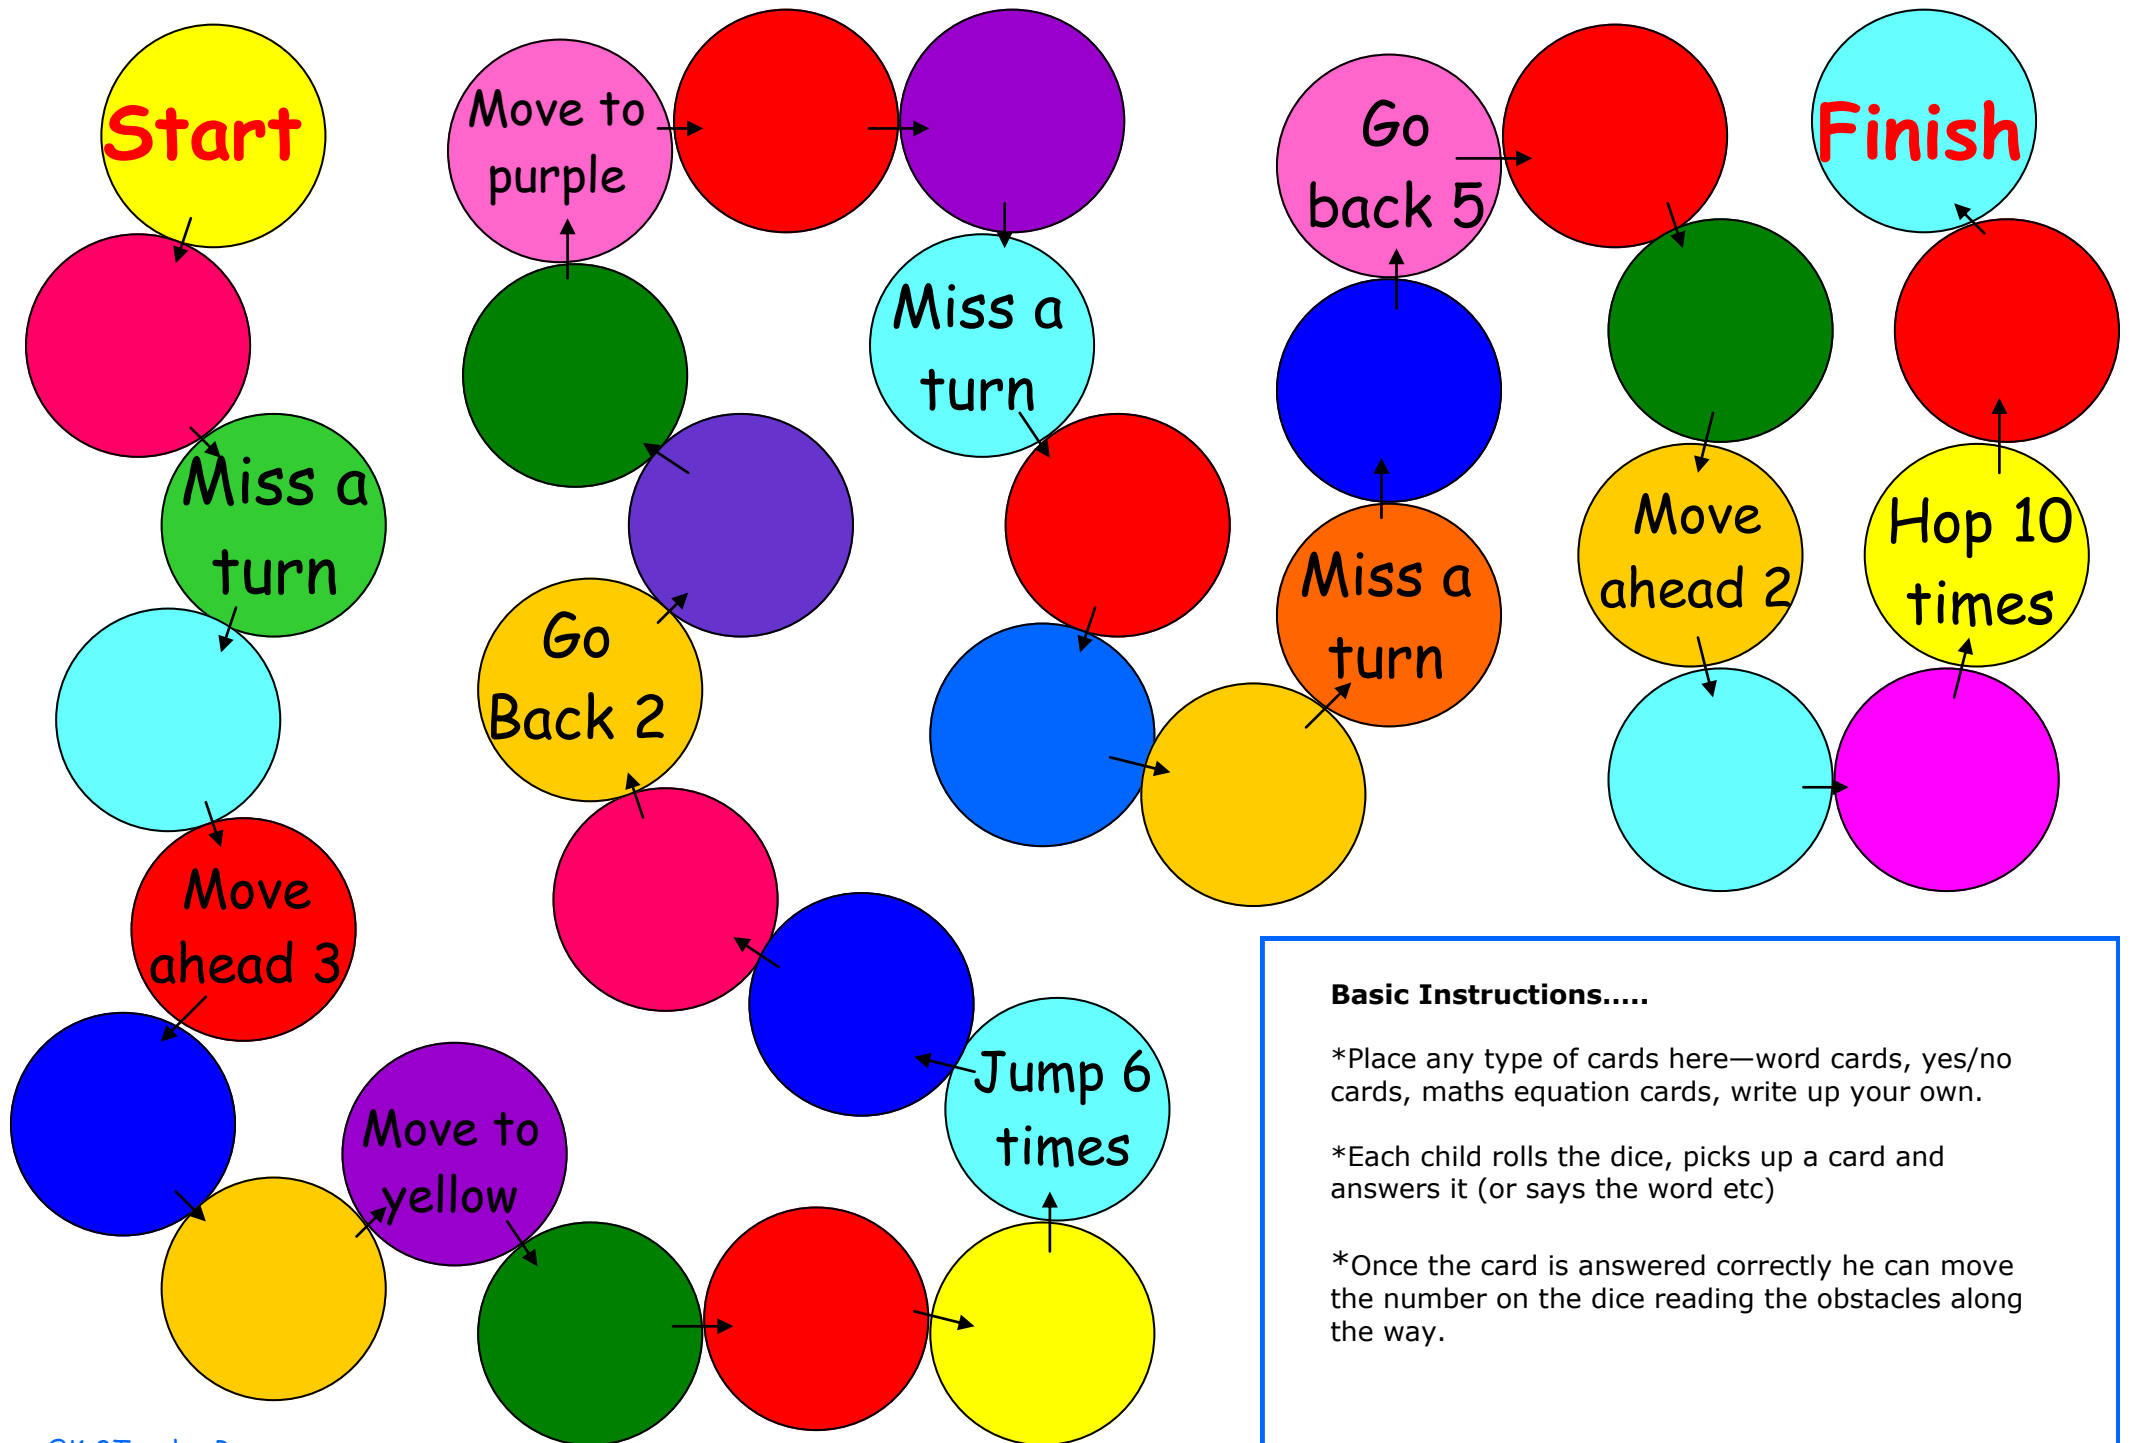 Start
Miss a
turn
Move
ahead 3
Move to
yellow
Jump 6
times
Go
Back 2
Move to
purple
Miss a
turn
Miss a
turn
Go
back 5
Move
ahead 2
Hop 10
times
Finish
Basic Instructions.....
*Place any type of cards here—word cards, yes/no
cards, maths equation cards, write up your own.
*Each child rolls the dice, picks up a card and
answers it (or says the word etc)
*Once the card is answered correctly he can move
the number on the dice reading the obstacles along
the way.